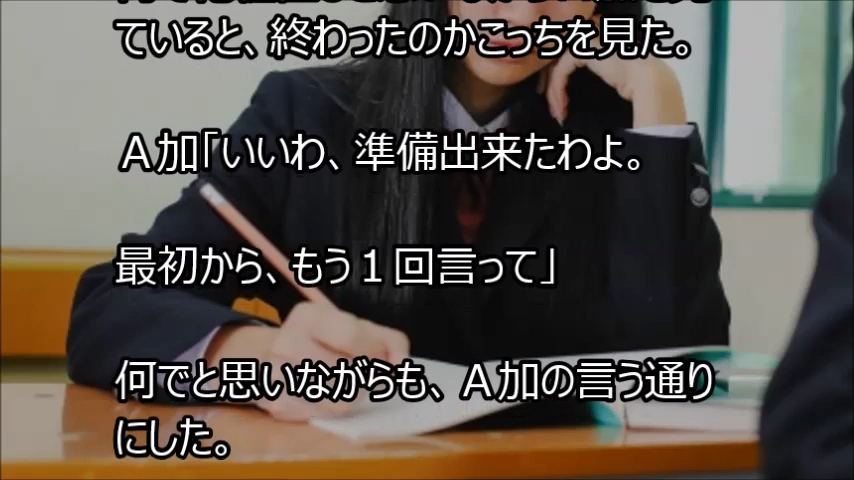 ていると、終わったのかこっちを見た。
Ａ加「いいわ、準備出来たわよ。
最初から、もう１回言って」
何でと思いながらも、Ａ加の言う通り
にした。